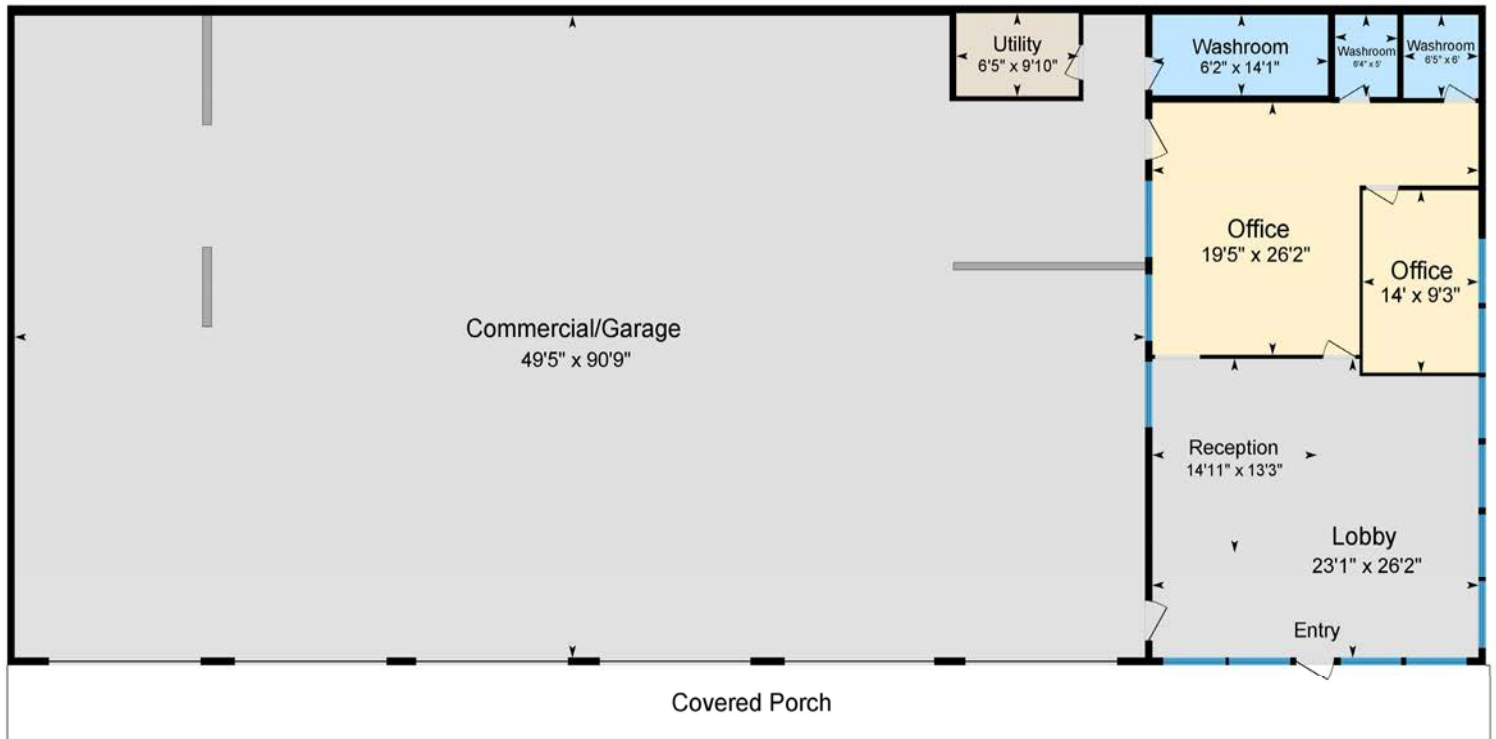 Utility
6'5" x 9'10"
Washroom
6'2" x 14'1"
Washroom
6'4" x 5'
Washroom
6'5" x 6'
Office
19'5" x 26'2"
Office
14' x 9'3"
Commercial/Garage
49'5" x 90'9"
Reception
14'11" x 13'3"
Lobby
23'1" x 26'2"
Entry
Covered Porch